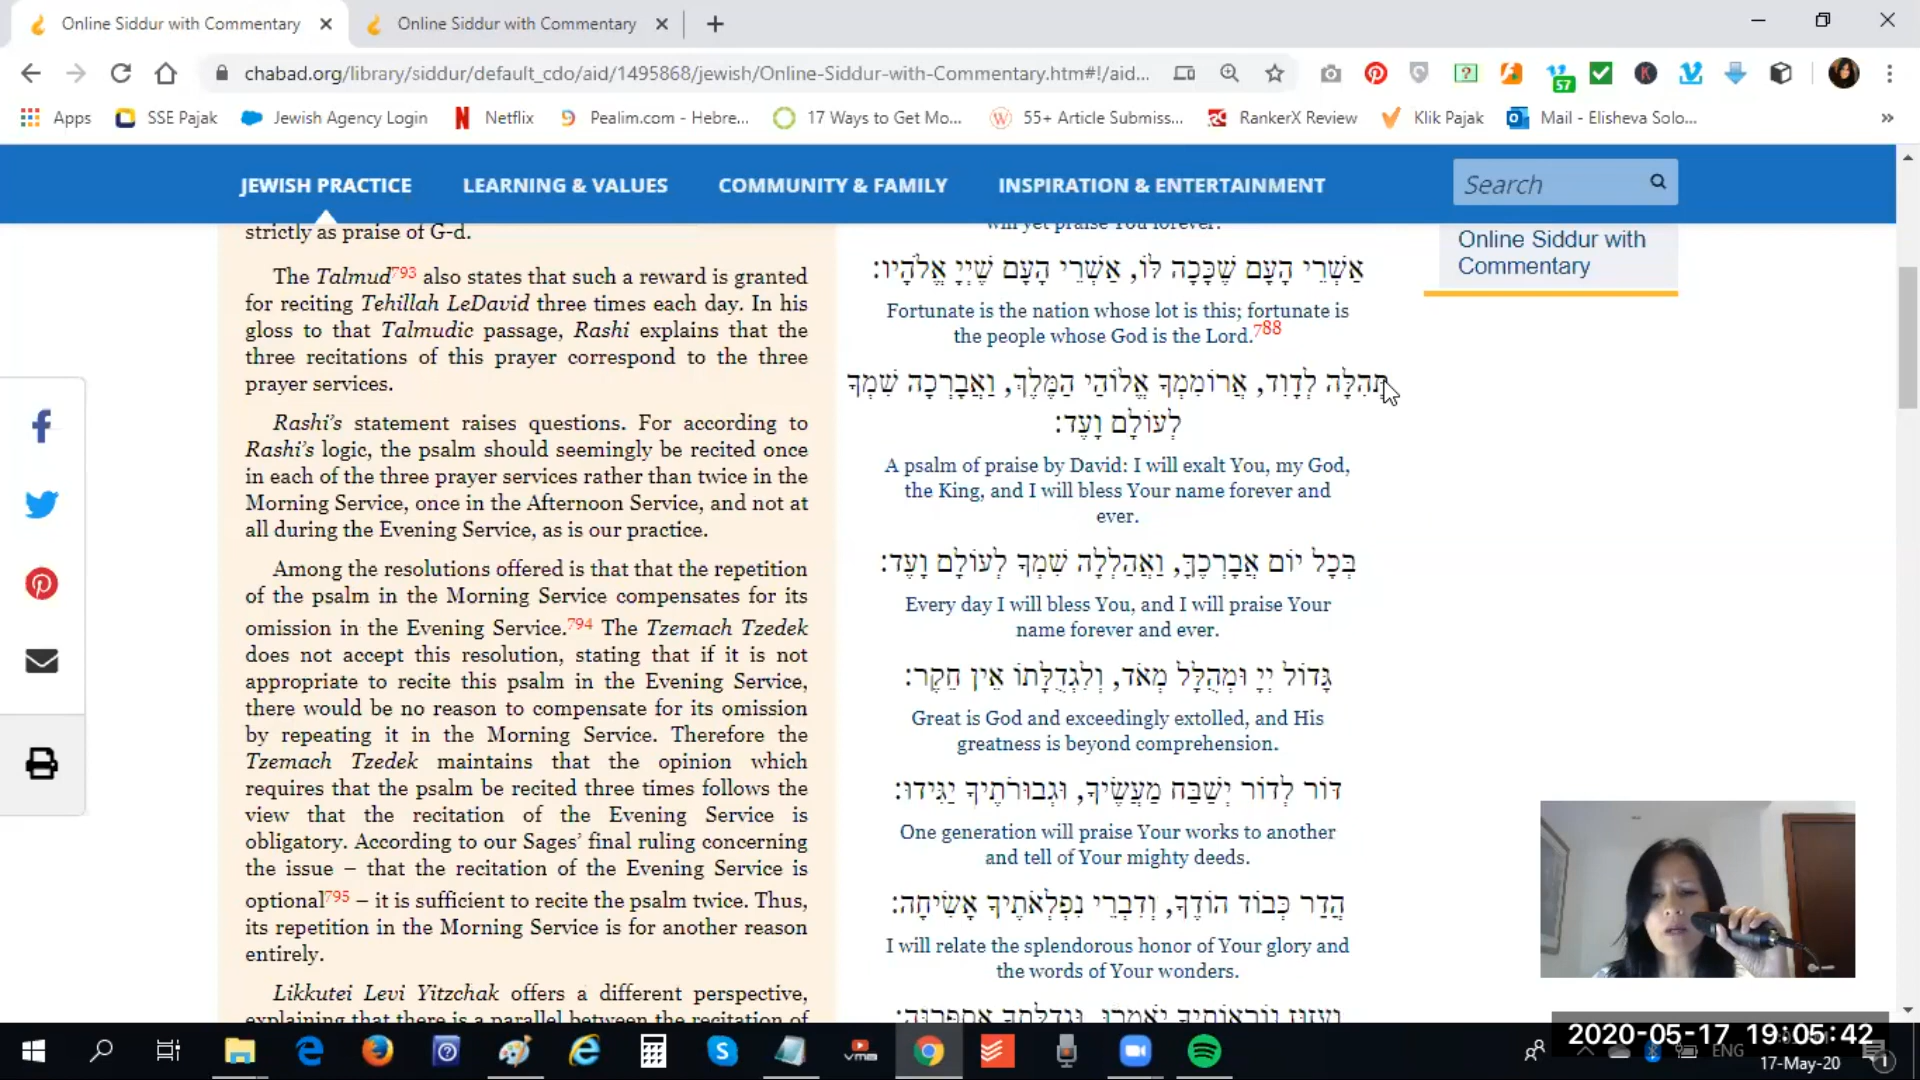 Online Siddur with Commentary
Online Siddur with Commentary
chabad.org/library/siddur/default_cdo/aid/1495868/jewish/Online-Siddur-with-Commentary.htm#!/aid...
57
Apps
SSE Pajak
Jewish Agency Login
Netflix
Pealim.com - Hebre...
17 Ways to Get Mo...
55+ Article Submiss...
RankerX Review
Klik Pajak
Mail - Elisheva Solo...
»
JEWISH PRACTICE
LEARNING & VALUES
COMMUNITY & FAMILY
INSPIRATION & ENTERTAINMENT
Search
strictly as praise of G-d.
The Talmud793 also states that such a reward is granted
for reciting Tehillah LeDavid three times each day. In his
gloss to that Talmudic passage, Rashi explains that the
three recitations of this prayer correspond to the three
prayer services.
Rashi's statement raises questions. For according to
Rashi's logic, the psalm should seemingly be recited once
in each of the three prayer services rather than twice in the
Morning Service, once in the Afternoon Service, and not at
all during the Evening Service, as is our practice.
Among the resolutions offered is that that the repetition
of the psalm in the Morning Service compensates for its
omission in the Evening Service.794 The Tzemach Tzedek
does not accept this resolution, stating that if it is not
appropriate to recite this psalm in the Evening Service,
there would be no reason to compensate for its omission
by repeating it in the Morning Service. Therefore the
Tzemach Tzedek maintains that the opinion which
requires that the psalm be recited three times follows the
view that the recitation of the Evening Service is
obligatory. According to our Sages' final ruling concerning
the issue – that the recitation of the Evening Service is
optional795 – it is sufficient to recite the psalm twice. Thus,
its repetition in the Morning Service is for another reason
entirely.
Likkutei Levi Yitzchak offers a different perspective,
explaining that there is a parallel between the recitation of
will yet praise You forever.
אַשְׁרֵי הָעָם שֶׁכָּכָה לּוֹ, אַשְׁרֵי הָעָם שֶׁיְיָ אֱלֹהָיו:
Fortunate is the nation whose lot is this; fortunate is
the people whose God is the Lord.788
תְּהִלָּה לְדָוִד, אֲרוֹמִמְךָ אֱלוֹהַי הַמֶּלֶךְ, וַאֲבָרְכָה שִׁמְךָ
לְעוֹלָם וָעֶד:
A psalm of praise by David: I will exalt You, my God,
the King, and I will bless Your name forever and
ever.
בְּכָל יוֹם אֲבָרְכֶךָּ, וַאֲהַלְלָה שִׁמְךָ לְעוֹלָם וָעֶד:
Every day I will bless You, and I will praise Your
name forever and ever.
גָּדוֹל יְיָ וּמְהֻלָּל מְאֹד, וְלִגְדֻלָּתוֹ אֵין חֵקֶר:
Great is God and exceedingly extolled, and His
greatness is beyond comprehension.
דּוֹר לְדוֹר יְשַׁבַּח מַעֲשֶׂיךָ, וּגְבוּרֹתֶיךָ יַגִּידוּ:
One generation will praise Your works to another
and tell of Your mighty deeds.
הֲדַר כְּבוֹד הוֹדֶךָ, וְדִבְרֵי נִפְלְאֹתֶיךָ אָשִׂיחָה:
I will relate the splendorous honor of Your glory and
the words of Your wonders.
Online Siddur with
Commentary
2020-05-17 19:05:42
ENG
17-May-20